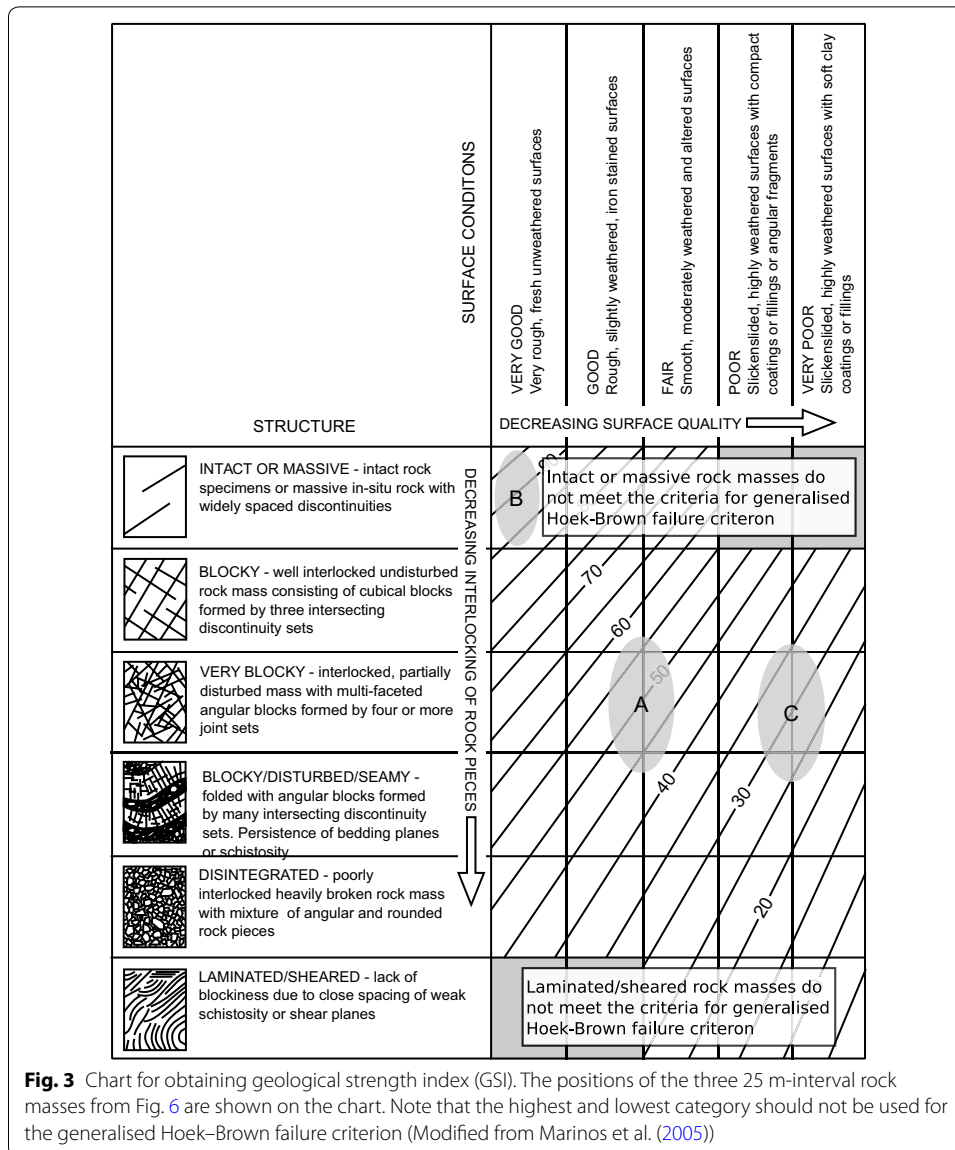 SURFACE CONDITONS
VERY GOOD
Very rough, fresh unweathered surfaces
GOOD
Rough, slightly weathered, iron stained surfaces
FAIR
Smooth, moderately weathered and altered surfaces
POOR
Slickenslided, highly weathered surfaces with compact
coatings or fillings or angular fragments
VERY POOR
Slickenslided, highly weathered surfaces with soft clay
coatings or fillings
STRUCTURE
DECREASING SURFACE QUALITY
DECREASING INTERLOCKING OF ROCK PIECES
INTACT OR MASSIVE - intact rock
specimens or massive in-situ rock with
widely spaced discontinuities
B
90
Intact or massive rock masses do
not meet the criteria for generalised
Hoek-Brown failure criteron
BLOCKY - well interlocked undisturbed
rock mass consisting of cubical blocks
formed by three intersecting
discontinuity sets
70
60
VERY BLOCKY - interlocked, partially
disturbed mass with multi-faceted
angular blocks formed by four or more
joint sets
50
A
C
BLOCKY/DISTURBED/SEAMY -
folded with angular blocks formed
by many intersecting discontinuity
sets. Persistence of bedding planes
or schistosity
40
30
DISINTEGRATED - poorly
interlocked heavily broken rock mass
with mixture of angular and rounded
rock pieces
20
LAMINATED/SHEARED - lack of
blockiness due to close spacing of weak
schistosity or shear planes
Laminated/sheared rock masses do
not meet the criteria for generalised
Hoek-Brown failure criteron
Fig. 3 Chart for obtaining geological strength index (GSI). The positions of the three 25 m-interval rock
masses from Fig. 6 are shown on the chart. Note that the highest and lowest category should not be used for
the generalised Hoek–Brown failure criterion (Modified from Marinos et al. (2005))